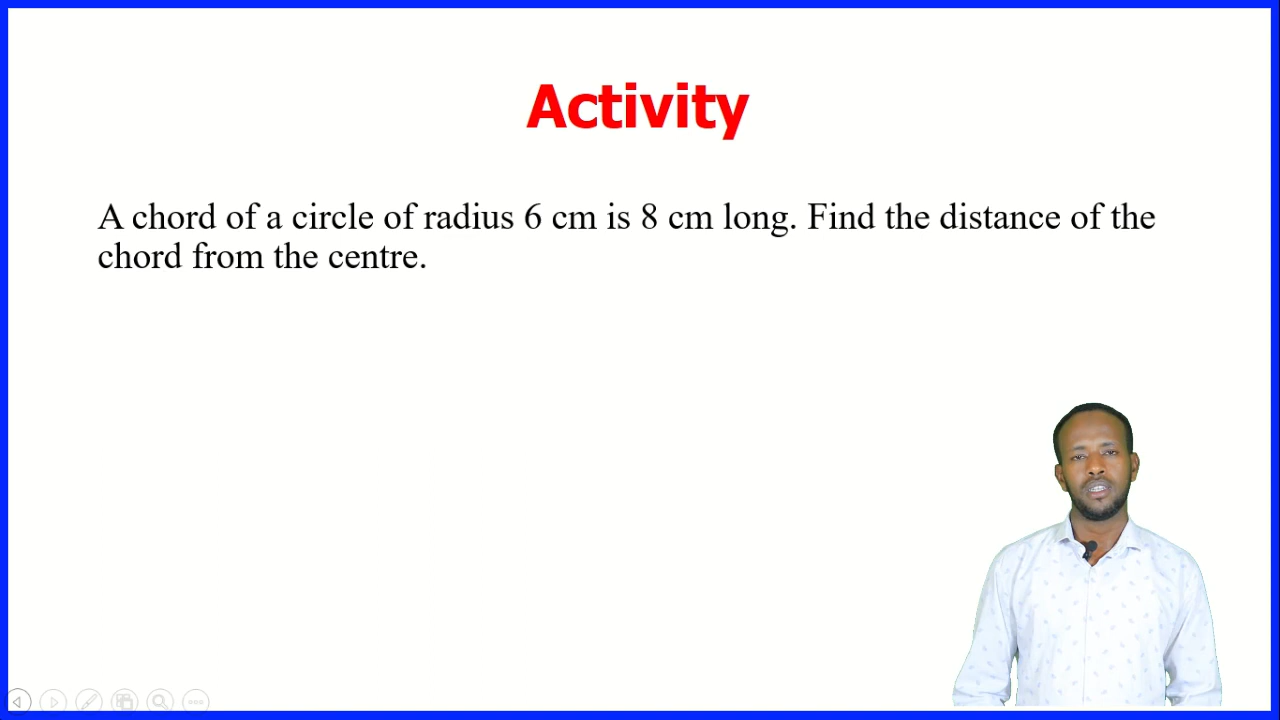 Activity
A chord of a circle of radius 6 cm is 8 cm long. Find the distance of the
chord from the centre.